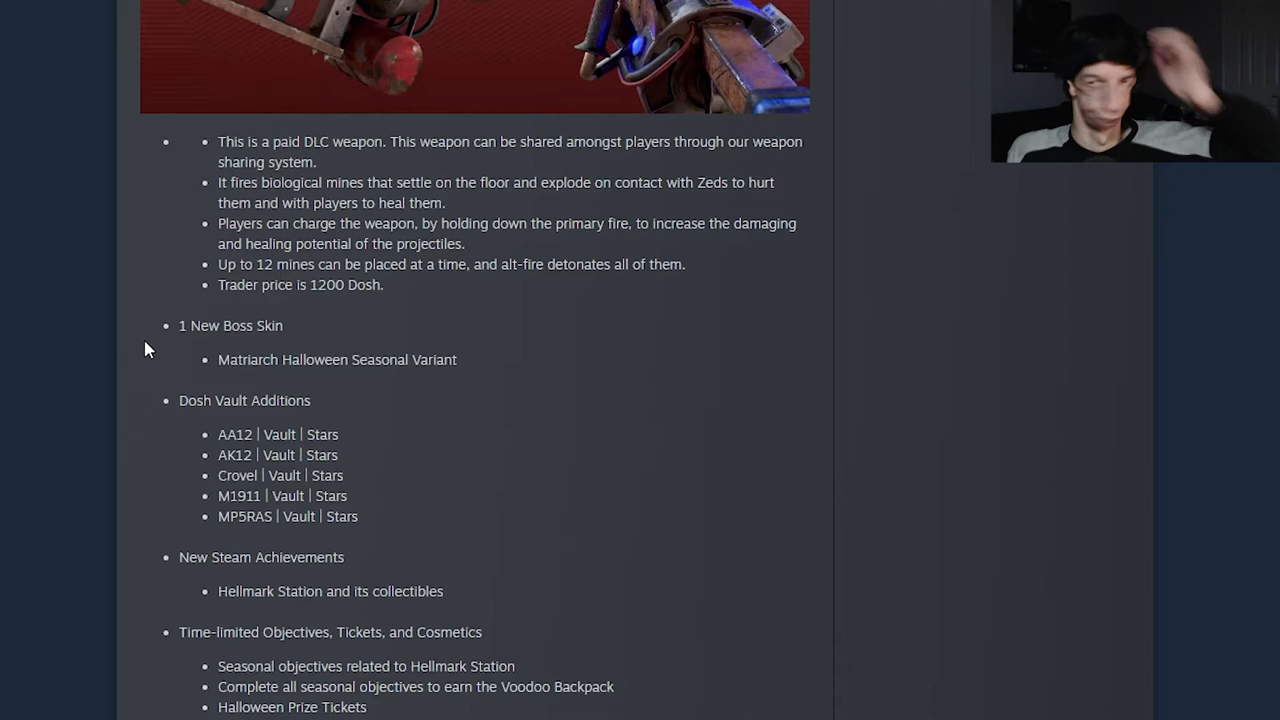 This is a paid DLC weapon. This weapon can be shared amongst players through our weapon
sharing system.
It fires biological mines that settle on the floor and explode on contact with Zeds to hurt
them and with players to heal them.
Players can charge the weapon, by holding down the primary fire, to increase the damaging
and healing potential of the projectiles.
Up to 12 mines can be placed at a time, and alt-fire detonates all of them.
Trader price is 1200 Dosh.
1 New Boss Skin
Matriarch Halloween Seasonal Variant
Dosh Vault Additions
AA12 | Vault | Stars
AK12 | Vault | Stars
Crovel | Vault | Stars
M1911 | Vault | Stars
MP5RAS | Vault | Stars
New Steam Achievements
Hellmark Station and its collectibles
Time-limited Objectives, Tickets, and Cosmetics
Seasonal objectives related to Hellmark Station
Complete all seasonal objectives to earn the Voodoo Backpack
Halloween Prize Tickets